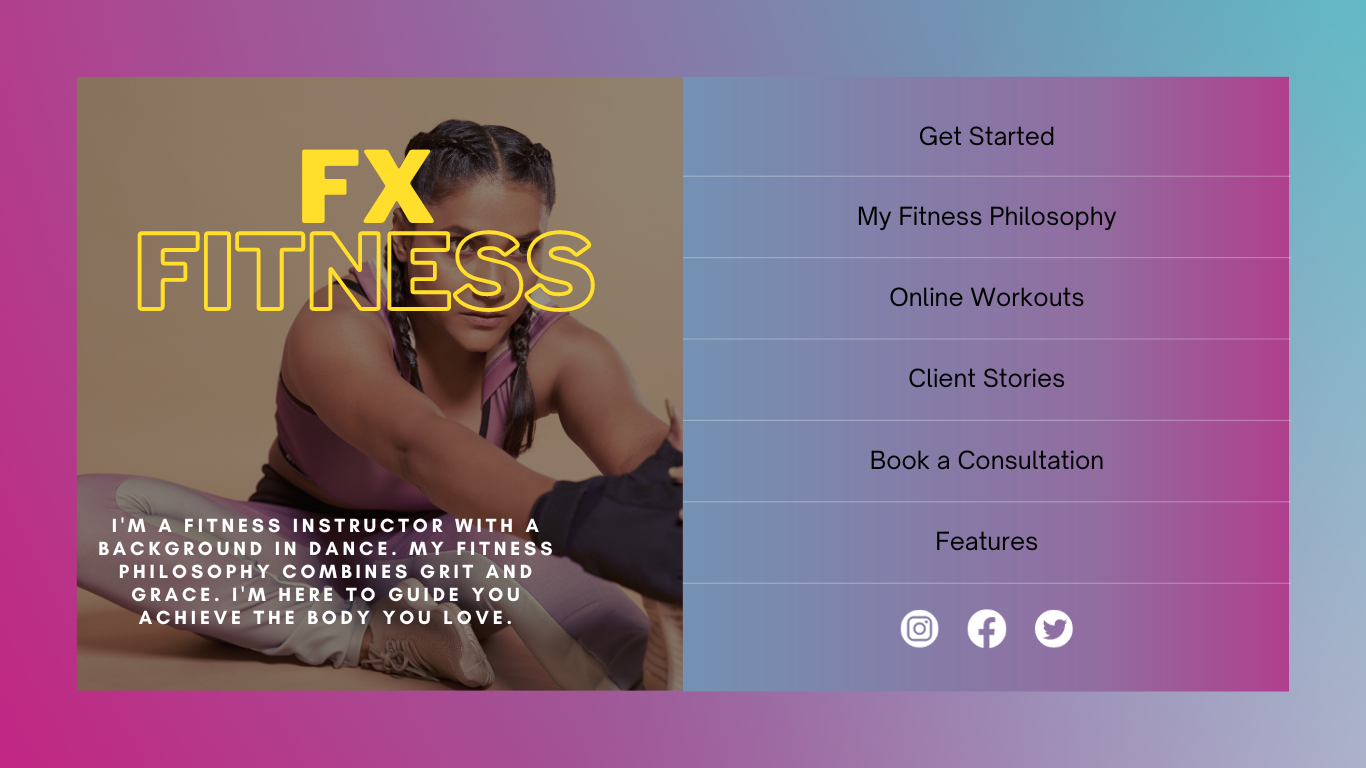 FX
FITNESS
I'M A FITNESS INSTRUCTOR WITH A
BACKGROUND IN DANCE. MY FITNESS
PHILOSOPHY COMBINES GRIT AND
GRACE. I'M HERE TO GUIDE YOU
ACHIEVE THE BODY YOU LOVE.
Get Started
My Fitness Philosophy
Online Workouts
Client Stories
Book a Consultation
Features